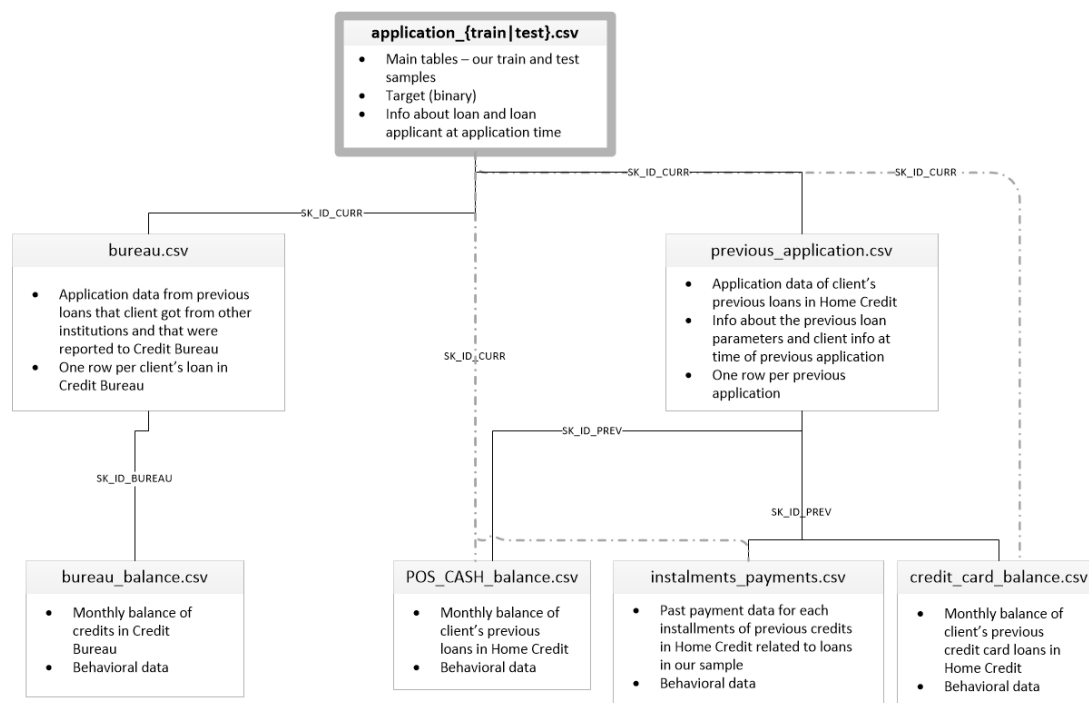 application_{train|test}.csv
• Main tables – our train and test
samples
• Target (binary)
• Info about loan and loan
applicant at application time
SK_ID_CURR
SK_ID_CURR
SK_ID_CURR
bureau.csv
• Application data from previous
loans that client got from other
institutions and that were
reported to Credit Bureau
• One row per client's loan in
Credit Bureau
previous_application.csv
• Application data of client's
previous loans in Home Credit
• Info about the previous loan
parameters and client info at
time of previous application
• One row per previous
application
SK_ID_CURR
SK_ID_PREV
SK_ID_BUREAU
SK_ID_PREV
bureau_balance.csv
• Monthly balance of
credits in Credit
Bureau
• Behavioral data
POS_CASH_balance.csv
• Monthly balance of
client's previous
loans in Home Credit
• Behavioral data
instalments_payments.csv
• Past payment data for each
installments of previous credits
in Home Credit related to loans
in our sample
• Behavioral data
credit_card_balance.csv
• Monthly balance of
client's previous
credit card loans in
Home Credit
• Behavioral data